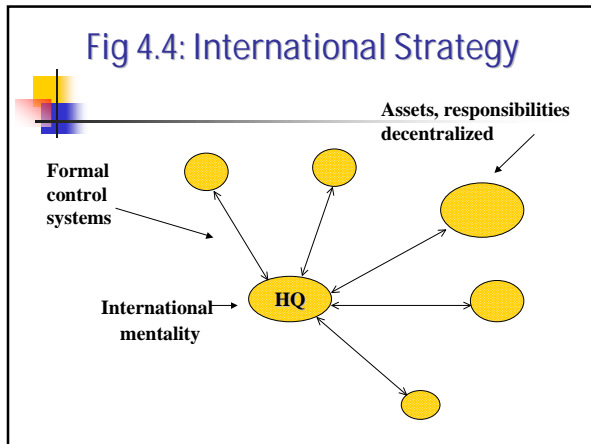 Fig 4.4: International Strategy
Assets, responsibilities
decentralized
Formal
control
systems
HQ
International
mentality